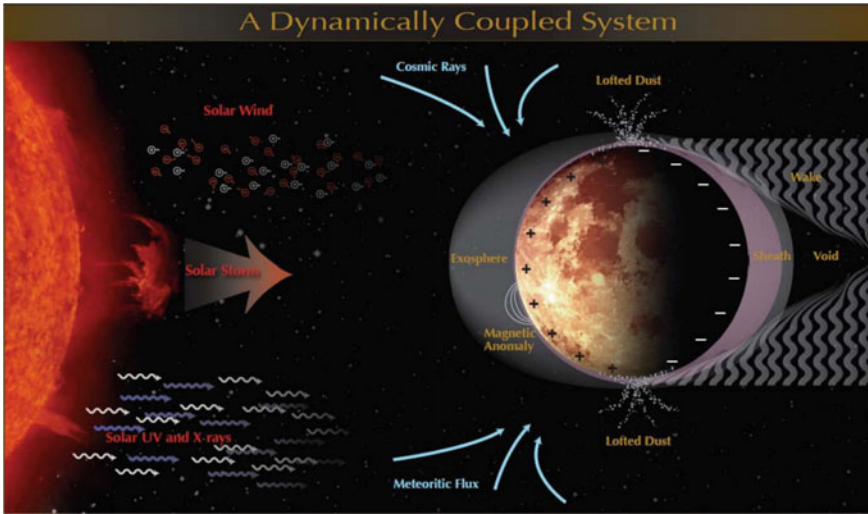 A Dynamically Coupled System
Cosmic Rays
Lofted Dust
Solar Wind
Wake
Solar Storm
Exosphere
Sheath
Void
Magnetic
Anomaly
Solar UV and X-rays
Lofted Dust
Meteoritic Flux